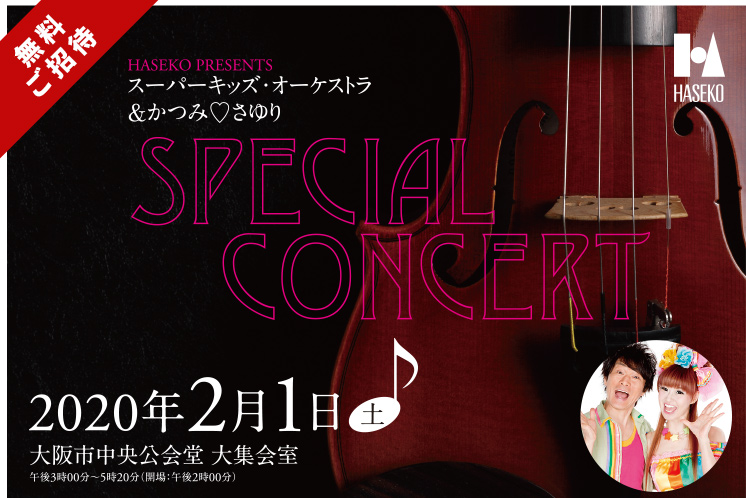 無料
ご招待
HASEKO PRESENTS
スーパーキッズ・オーケストラ
&かつみ♡さゆり
HASEKO
SPECIAL
CONCERT
2020年2月1日 土
大阪市中央公会堂 大集会室
午後3時00分～5時20分(開場:午後2時00分)